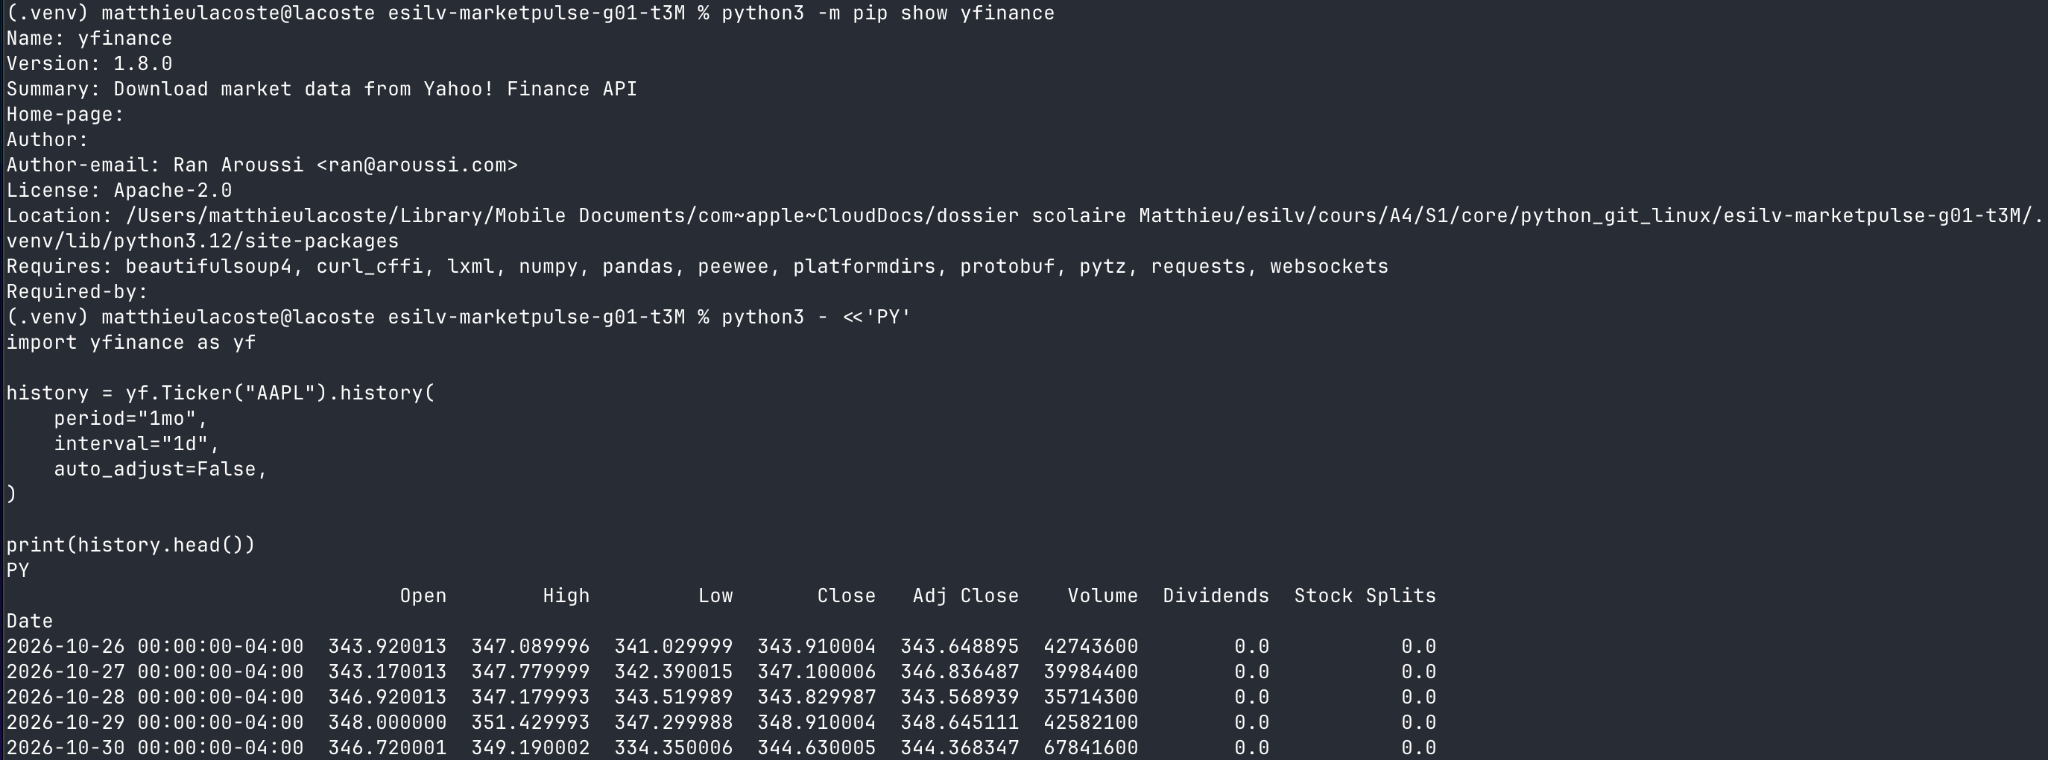 (.venv) matthieulacoste@lacoste esilv-marketpulse-g01-t3M % python3 -m pip show yfinance
Name: yfinance
Version: 1.8.0
Summary: Download market data from Yahoo! Finance API
Home-page:
Author:
Author-email: Ran Aroussi <ran@aroussi.com>
License: Apache-2.0
Location: /Users/matthieulacoste/Library/Mobile Documents/com~apple~CloudDocs/dossier scolaire Matthieu/esilv/cours/A4/S1/core/python_git_linux/esilv-marketpulse-g01-t3M/.
venv/lib/python3.12/site-packages
Requires: beautifulsoup4, curl_cffi, lxml, numpy, pandas, peewee, platformdirs, protobuf, pytz, requests, websockets
Required-by:
(.venv) matthieulacoste@lacoste esilv-marketpulse-g01-t3M % python3 - <<'PY'
import yfinance as yf

history = yf.Ticker("AAPL").history(
    period="1mo",
    interval="1d",
    auto_adjust=False,
)

print(history.head())
PY
                                 Open        High         Low       Close   Adj Close    Volume  Dividends  Stock Splits
Date
2026-10-26 00:00:00-04:00  343.920013  347.089996  341.029999  343.910004  343.648895  42743600        0.0           0.0
2026-10-27 00:00:00-04:00  343.170013  347.779999  342.390015  347.100006  346.836487  39984400        0.0           0.0
2026-10-28 00:00:00-04:00  346.920013  347.179993  343.519989  343.829987  343.568939  35714300        0.0           0.0
2026-10-29 00:00:00-04:00  348.000000  351.429993  347.299988  348.910004  348.645111  42582100        0.0           0.0
2026-10-30 00:00:00-04:00  346.720001  349.190002  334.350006  344.630005  344.368347  67841600        0.0           0.0